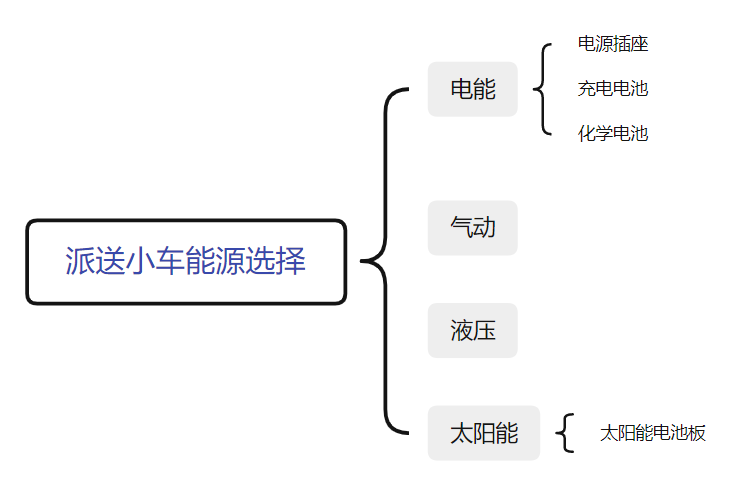 派送小车能源选择
电能
电源插座
充电电池
化学电池
气动
液压
太阳能
太阳能电池板